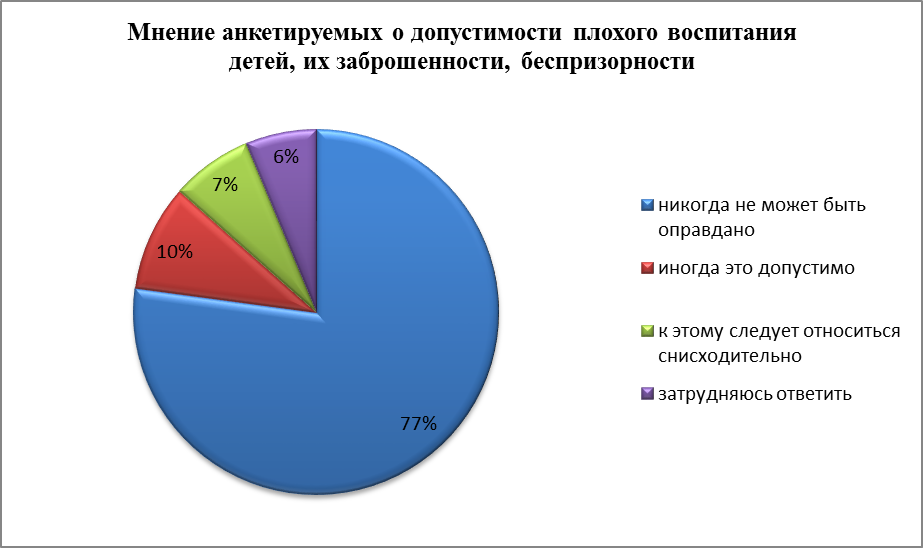 Мнение анкетируемых о допустимости плохого воспитания
детей, их заброшенности, беспризорности
6%
7%
10%
77%
никогда не может быть
оправдано
иногда это допустимо
к этому следует относиться
снисходительно
затрудняюсь ответить